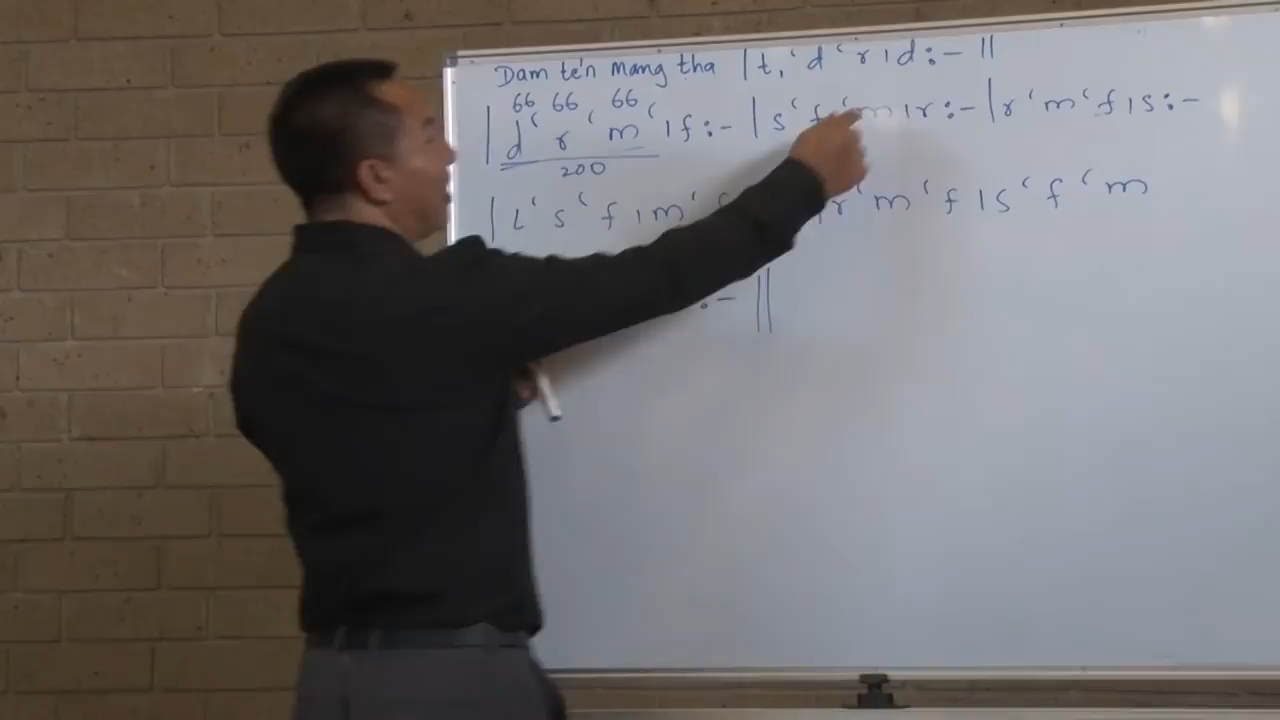 Dam te'n mang tha | t, ‘ d ‘ r | d :– ||
66 66 66
| d ‘ r ‘ m ‘ | f :– | s ‘ f ‘ m | r :– | r ‘ m ‘ f | s :–
200
| l ‘ s ‘ f | m ‘ r ‘ m ‘ f | s ‘ f ‘ m
:– ||